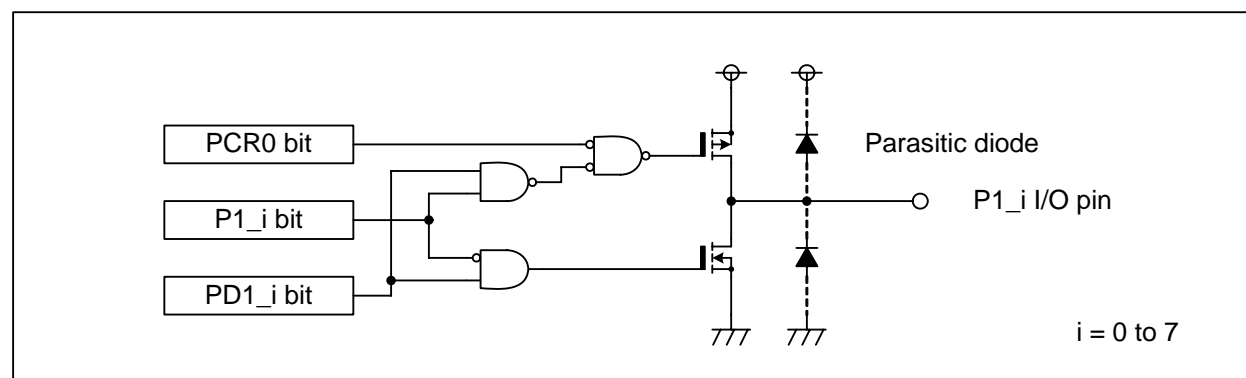 PCR0 bit
Parasitic diode
P1_i bit
P1_i I/O pin
PD1_i bit
i = 0 to 7